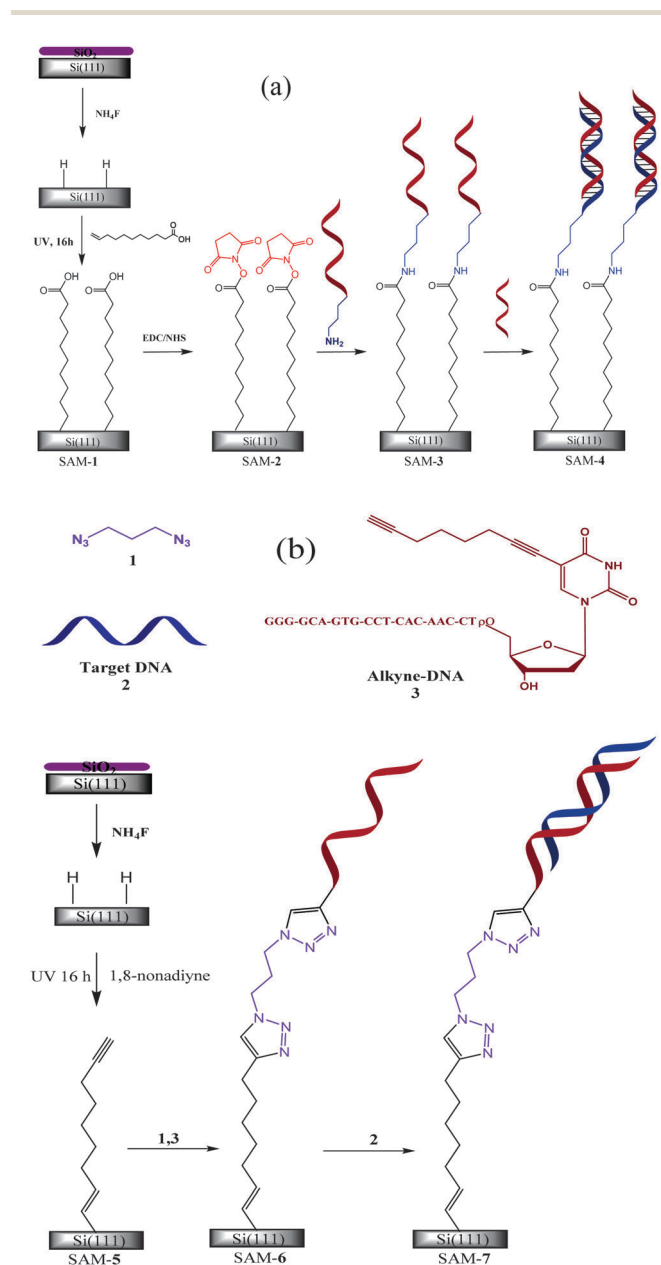 SiO2
Si(111)
(a)
NH4F
H H
UV, 16h
O
OH
O OH O OH
EDC/NHS
O N O O N O
O O
O O
NH2
NH NH
O O
NH NH
O O
Si(111) Si(111) Si(111) Si(111)
SAM-1 SAM-2 SAM-3 SAM-4
(b)
N3 N3
1
Target DNA
2
O
NH
N O
GGG-GCA-GTG-CCT-CAC-AAC-CTpO
O
OH
Alkyne-DNA
3
SiO2
Si(111)
NH4F
H H
Si(111)
UV 16 h 1,8-nonadiyne
N N N
N N N
N N N
N N N
1,3
2
Si(111) Si(111) Si(111)
SAM-5 SAM-6 SAM-7